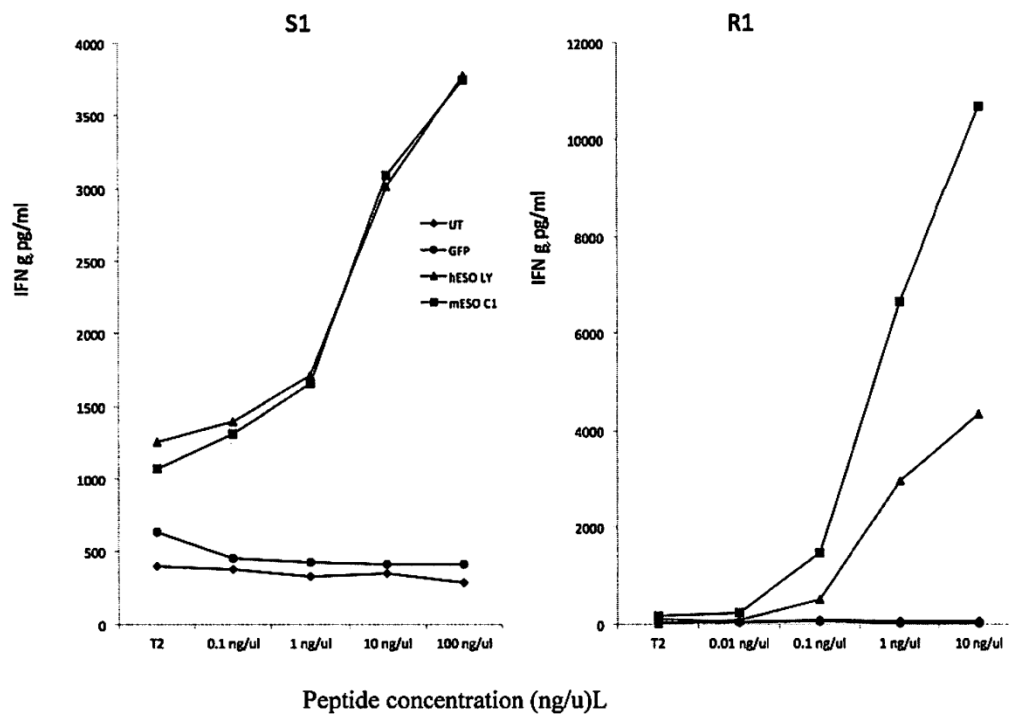 S1
4000
3500
3000
2500
2000
1500
1000
500
0
IFN g, pg/ml
T2 0.1 ng/ul 1 ng/ul 10 ng/ul 100 ng/ul
UT
GFP
hESO LY
mESO C1
R1
12000
10000
8000
6000
4000
2000
0
IFN g, pg/ml
T2 0.01 ng/ul 0.1 ng/ul 1 ng/ul 10 ng/ul
Peptide concentration (ng/u)L